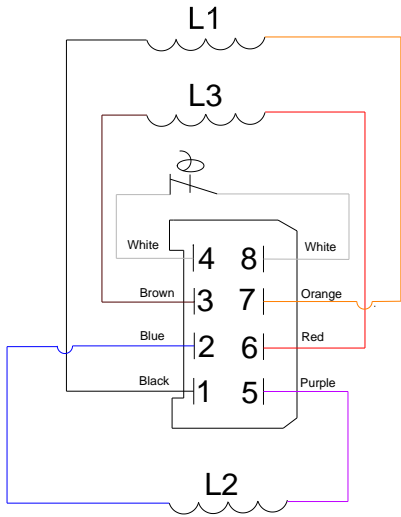 L1
L3
White
4 8
White
Brown
3 7
Orange
Blue
2 6
Red
Black
1 5
Purple
L2